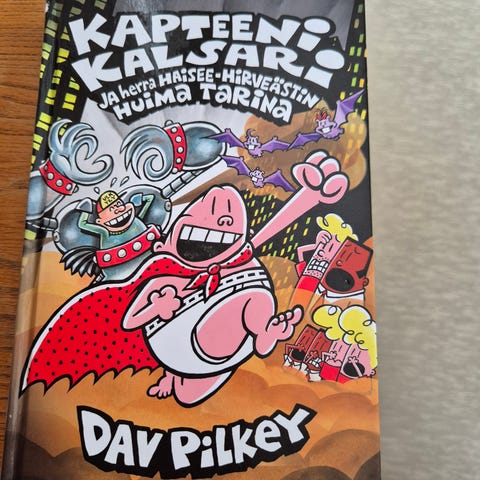 KAPTEENI
KALSARI
JA HERRA HAISEE-HIRVEÄSTIN
HUIMA TARINA
DAV PILKEY